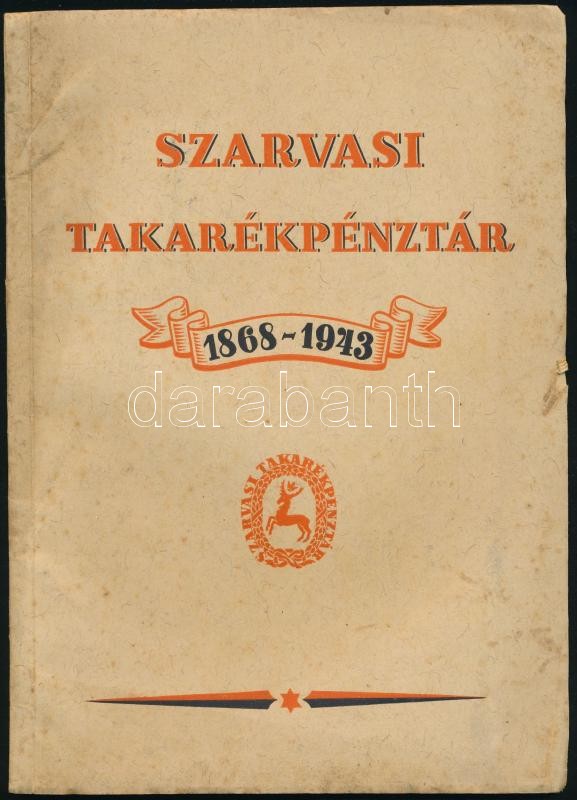 SZARVASI
TAKARÉKPÉNZTÁR
1868-1943
darabanth
SZARVASI TAKARÉKPÉNZTÁR